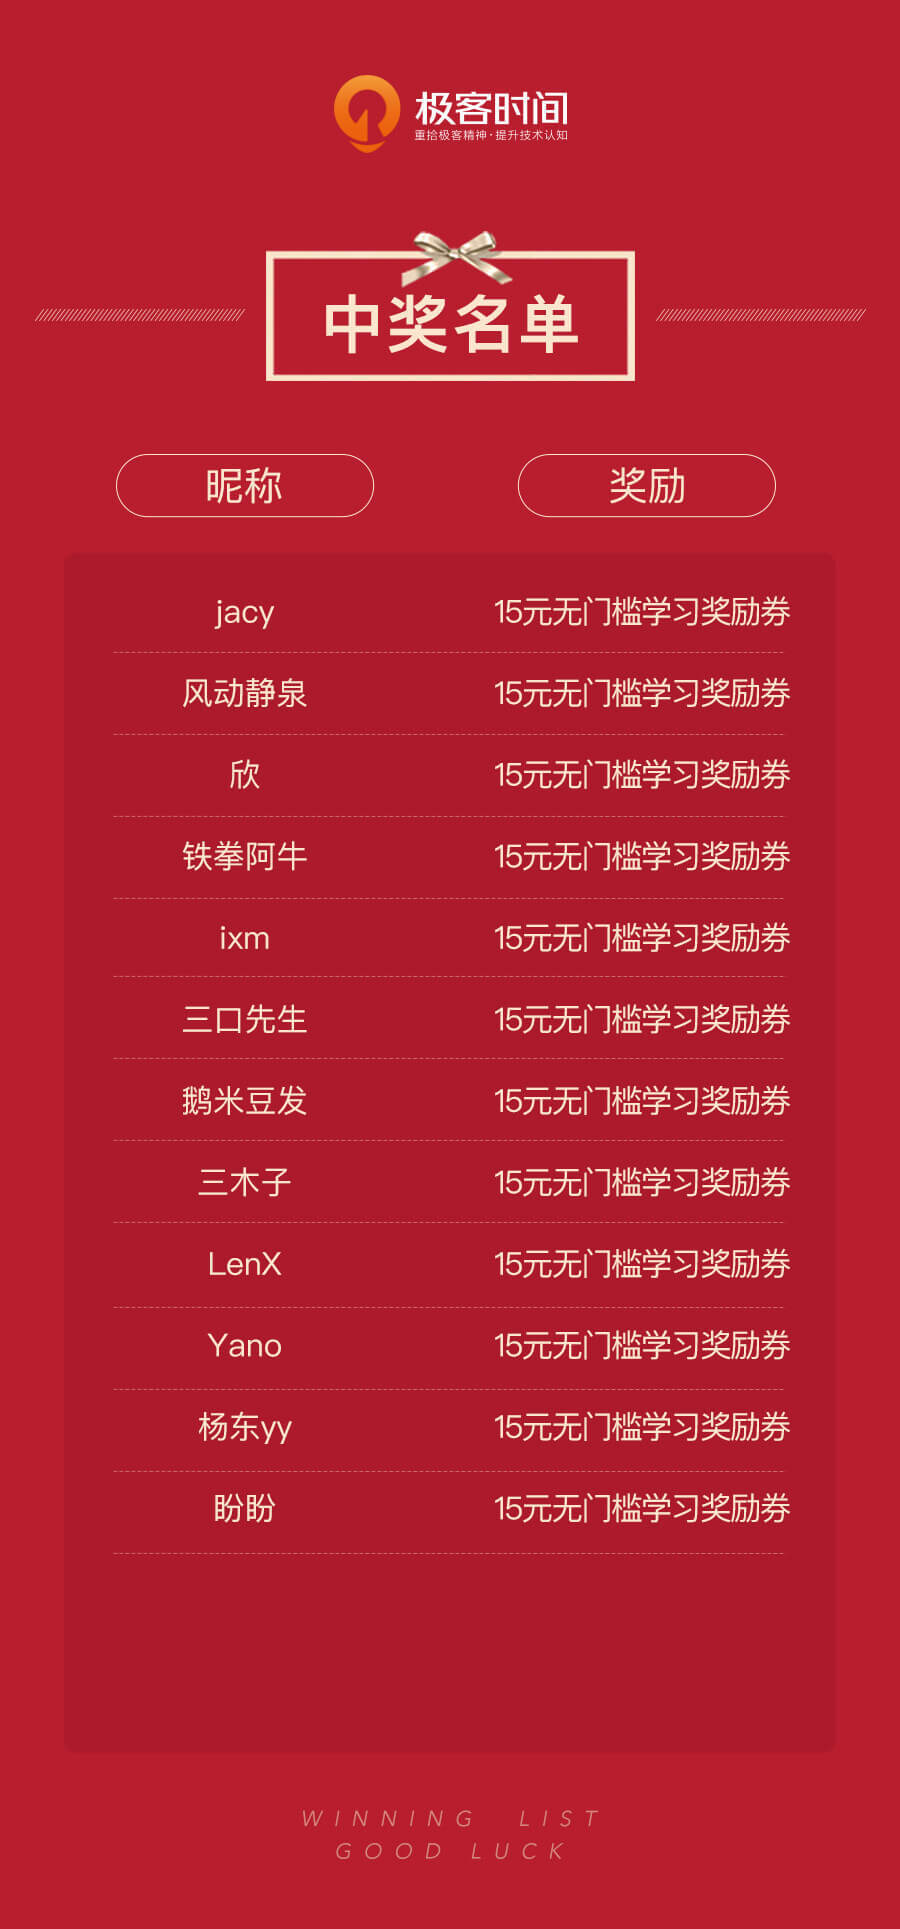 极客时间
重拾极客精神·提升技术认知
中奖名单
昵称 奖励
jacy 15元无门槛学习奖励券
风动静泉 15元无门槛学习奖励券
欣 15元无门槛学习奖励券
铁拳阿牛 15元无门槛学习奖励券
ixm 15元无门槛学习奖励券
三口先生 15元无门槛学习奖励券
鹅米豆发 15元无门槛学习奖励券
三木子 15元无门槛学习奖励券
LenX 15元无门槛学习奖励券
Yano 15元无门槛学习奖励券
杨东yy 15元无门槛学习奖励券
盼盼 15元无门槛学习奖励券
WINNING LIST
GOOD LUCK